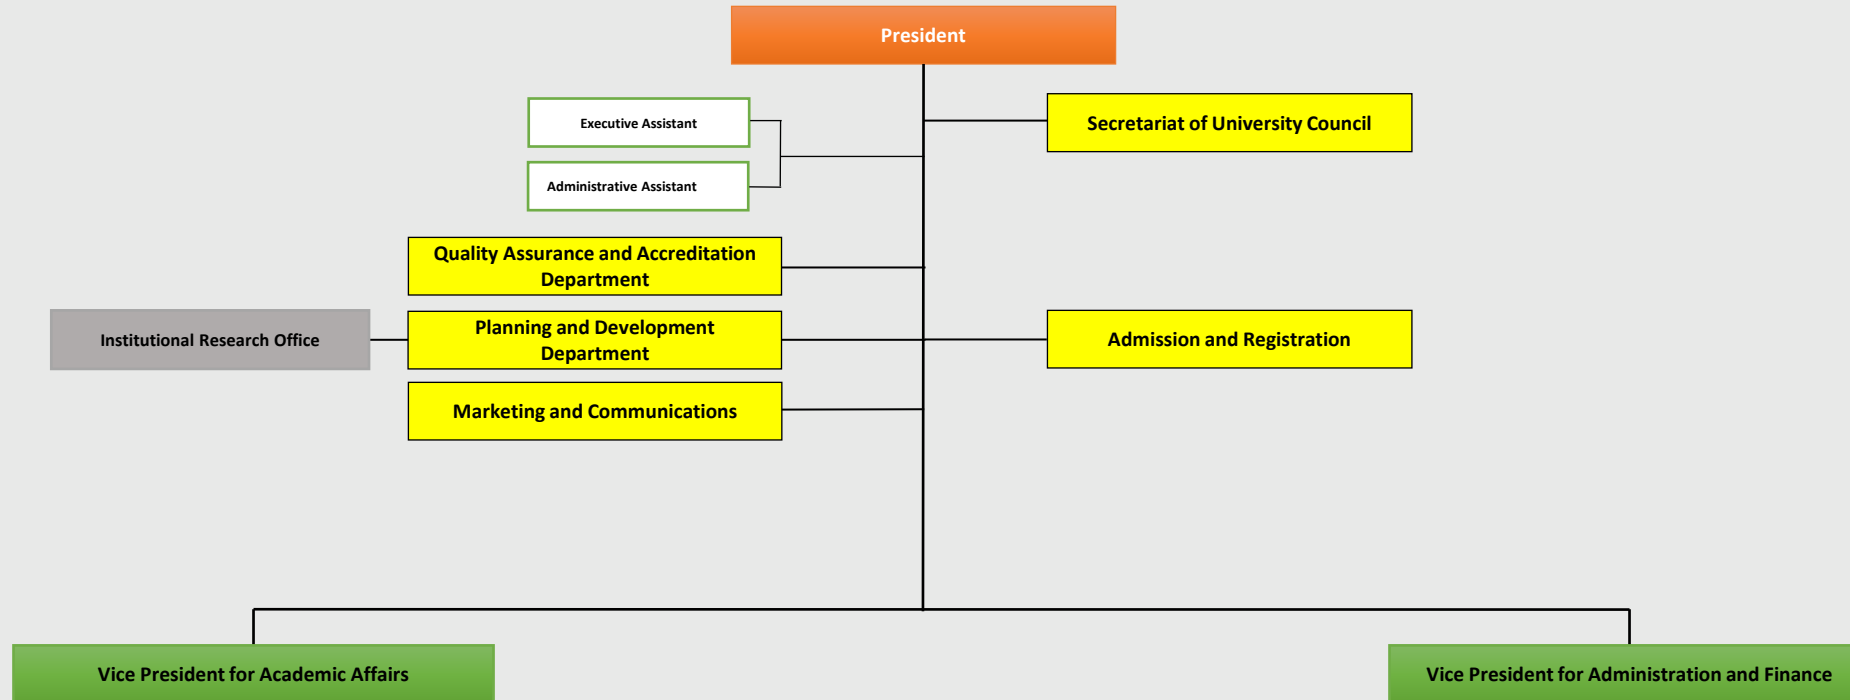 President
Executive Assistant
Secretariat of University Council
Administrative Assistant
Quality Assurance and Accreditation
Department
Institutional Research Office
Planning and Development
Department
Admission and Registration
Marketing and Communications
Vice President for Academic Affairs
Vice President for Administration and Finance